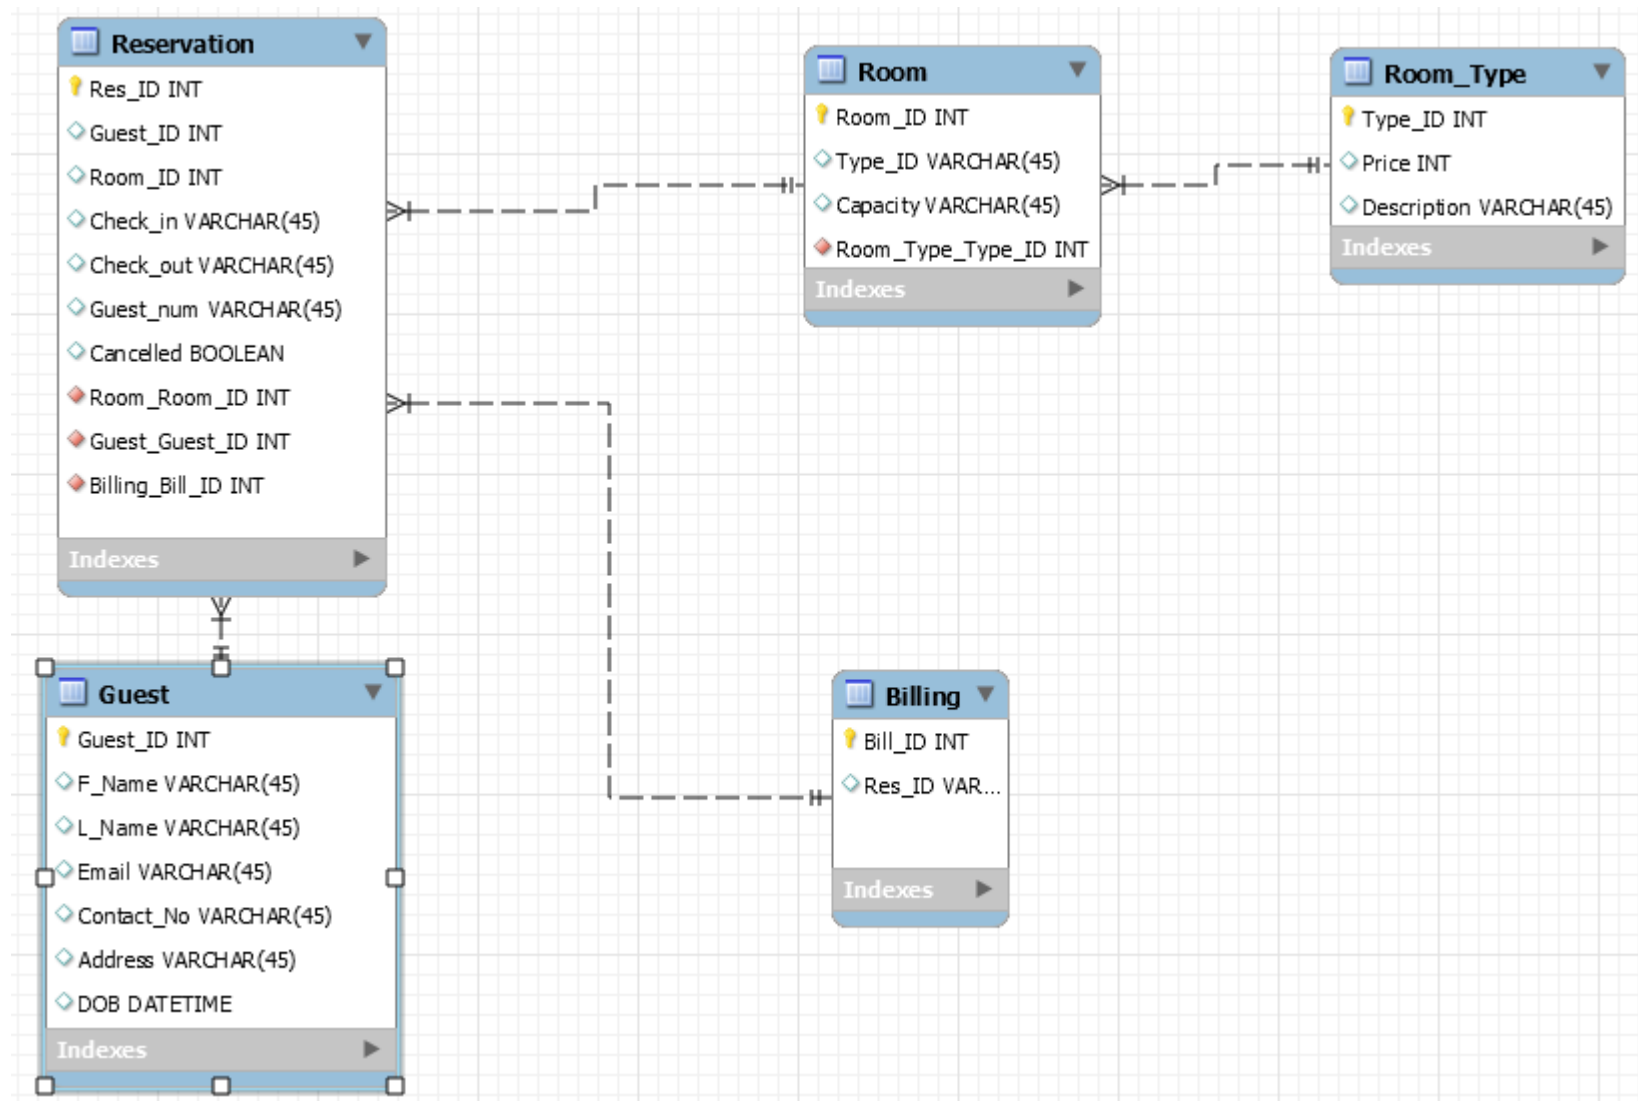 Reservation
Res_ID INT
Guest_ID INT
Room_ID INT
Check_in VARCHAR(45)
Check_out VARCHAR(45)
Guest_num VARCHAR(45)
Cancelled BOOLEAN
Room_Room_ID INT
Guest_Guest_ID INT
Billing_Bill_ID INT
Indexes
Room
Room_ID INT
Type_ID VARCHAR(45)
Capacity VARCHAR(45)
Room_Type_Type_ID INT
Indexes
Room_Type
Type_ID INT
Price INT
Description VARCHAR(45)
Indexes
Guest
Guest_ID INT
F_Name VARCHAR(45)
L_Name VARCHAR(45)
Email VARCHAR(45)
Contact_No VARCHAR(45)
Address VARCHAR(45)
DOB DATETIME
Indexes
Billing
Bill_ID INT
Res_ID VAR...
Indexes